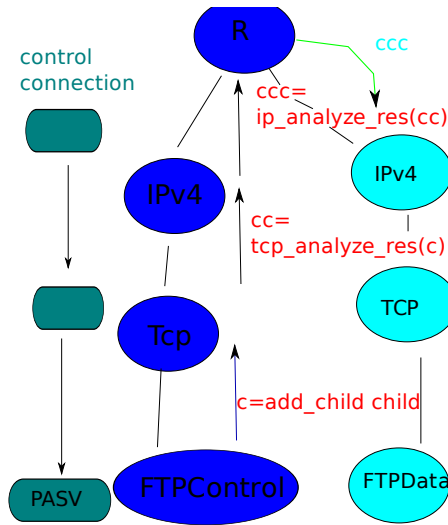 R
ccc
control
connection
ccc=
ip_analyze_res(cc)
IPv4
IPv4
cc=
tcp_analyze_res(c)
Tcp
TCP
c=add_child child
PASV
FTPControl
FTPData